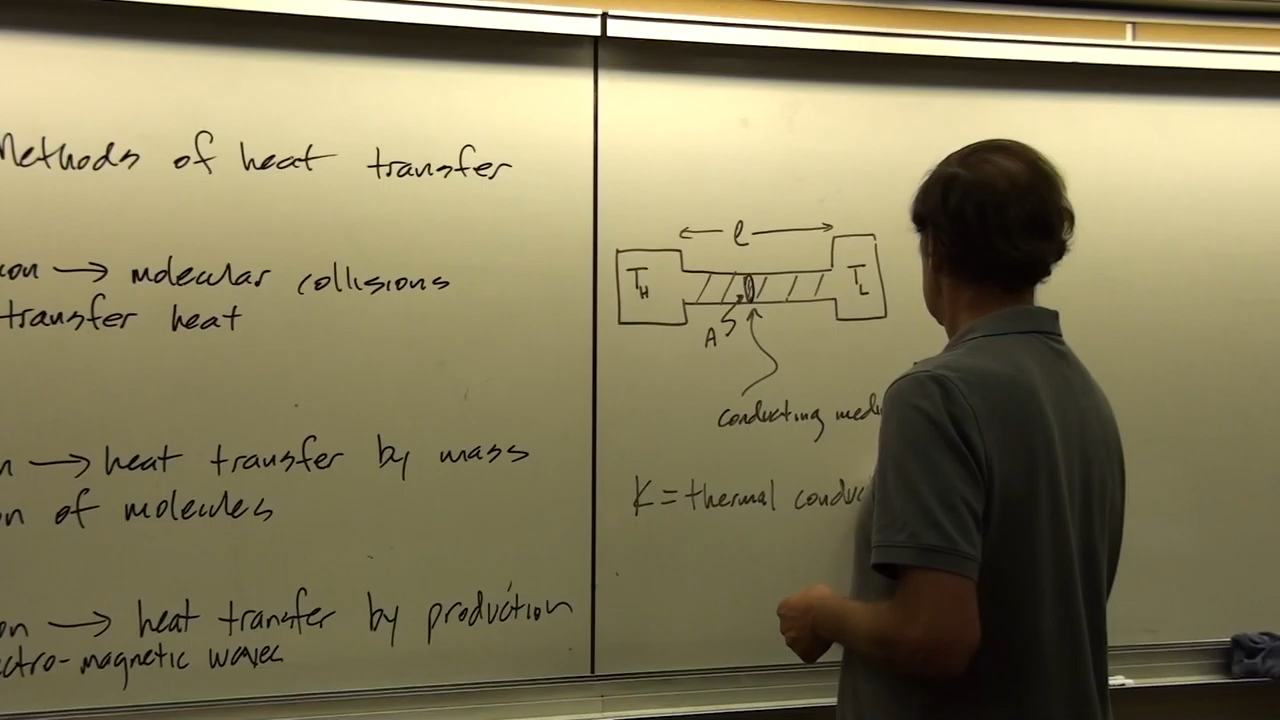 Methods of heat transfer
ion → molecular collisions
transfer heat
n → heat transfer by mass
on of molecules
on → heat transfer by production
ctro-magnetic waves
← l →
T_H
T_L
A
conducting medi
K = thermal conduc